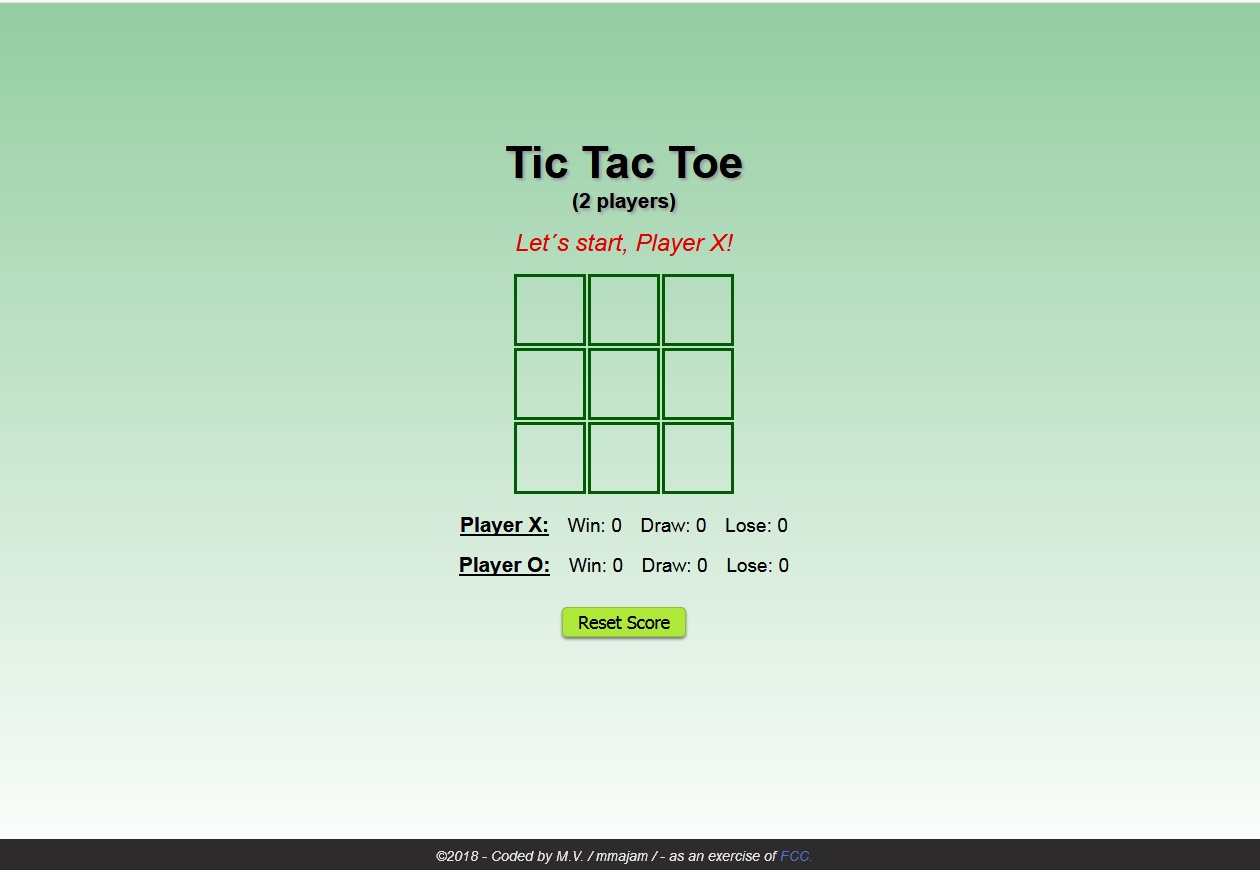 Tic Tac Toe
(2 players)
Let´s start, Player X!
Player X: Win: 0 Draw: 0 Lose: 0
Player O: Win: 0 Draw: 0 Lose: 0
Reset Score
©2018 - Coded by M.V. / mmajam / - as an exercise of FCC.